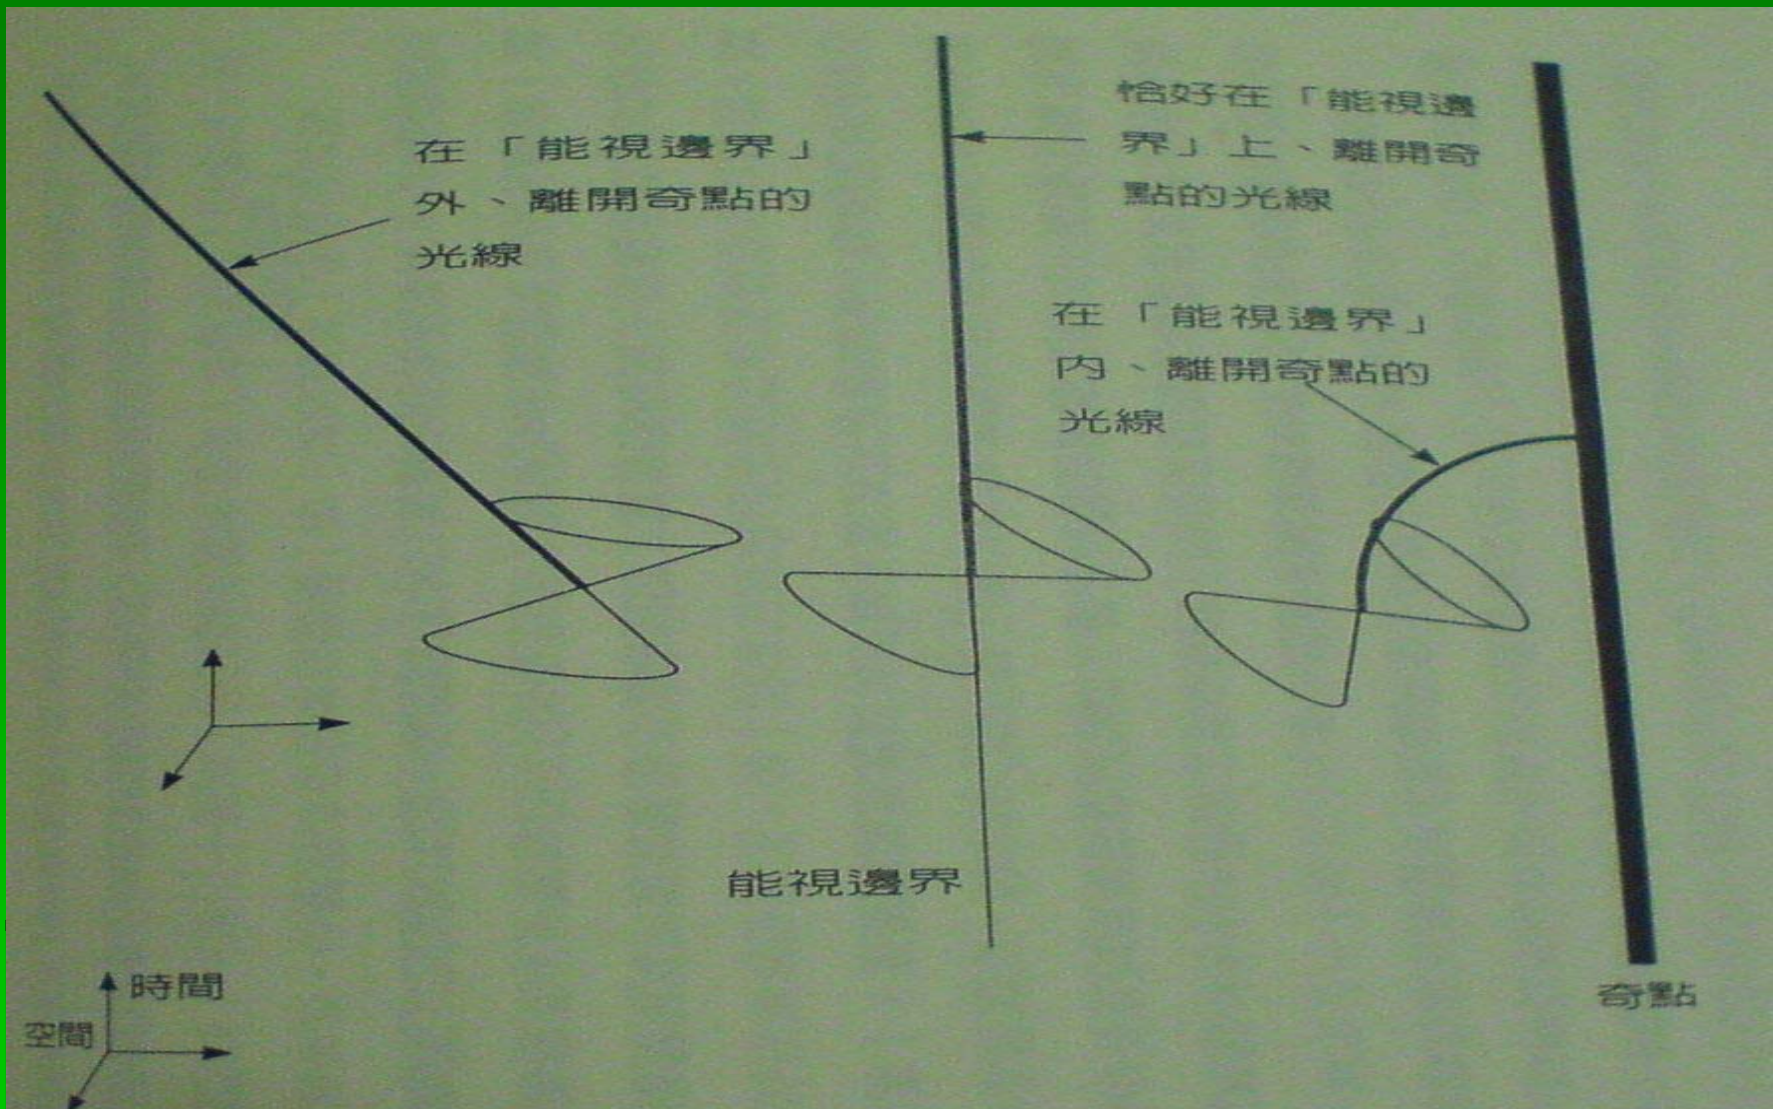 在「能視邊界」
外、離開奇點的
光線
恰好在「能視邊
界」上、離開奇
點的光線
在「能視邊界」
內、離開奇點的
光線
能視邊界
奇點
時間
空間